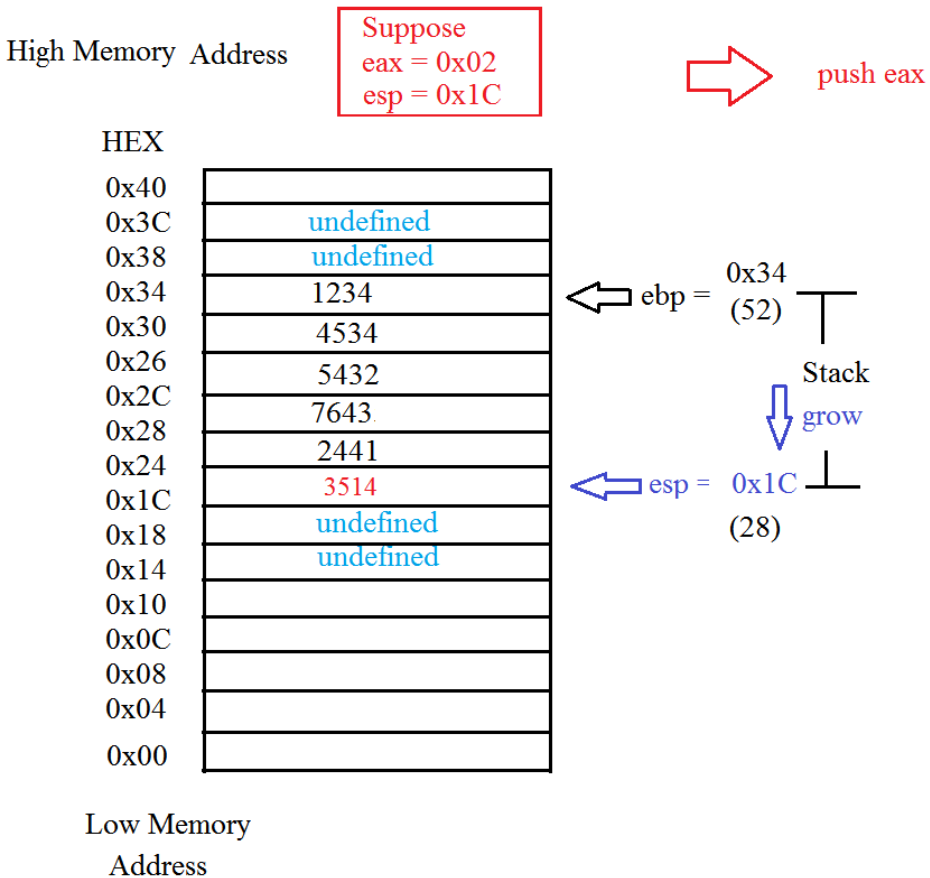 High Memory Address
Suppose
eax = 0x02
esp = 0x1C
push eax
HEX
0x40
0x3C undefined
0x38 undefined
0x34 1234
ebp = 0x34
(52)
0x30 4534
0x26 5432
0x2C 7643
0x28 2441
0x24 3514
Stack
grow
0x1C
esp = 0x1C
(28)
0x18 undefined
0x14 undefined
0x10
0x0C
0x08
0x04
0x00
Low Memory
Address